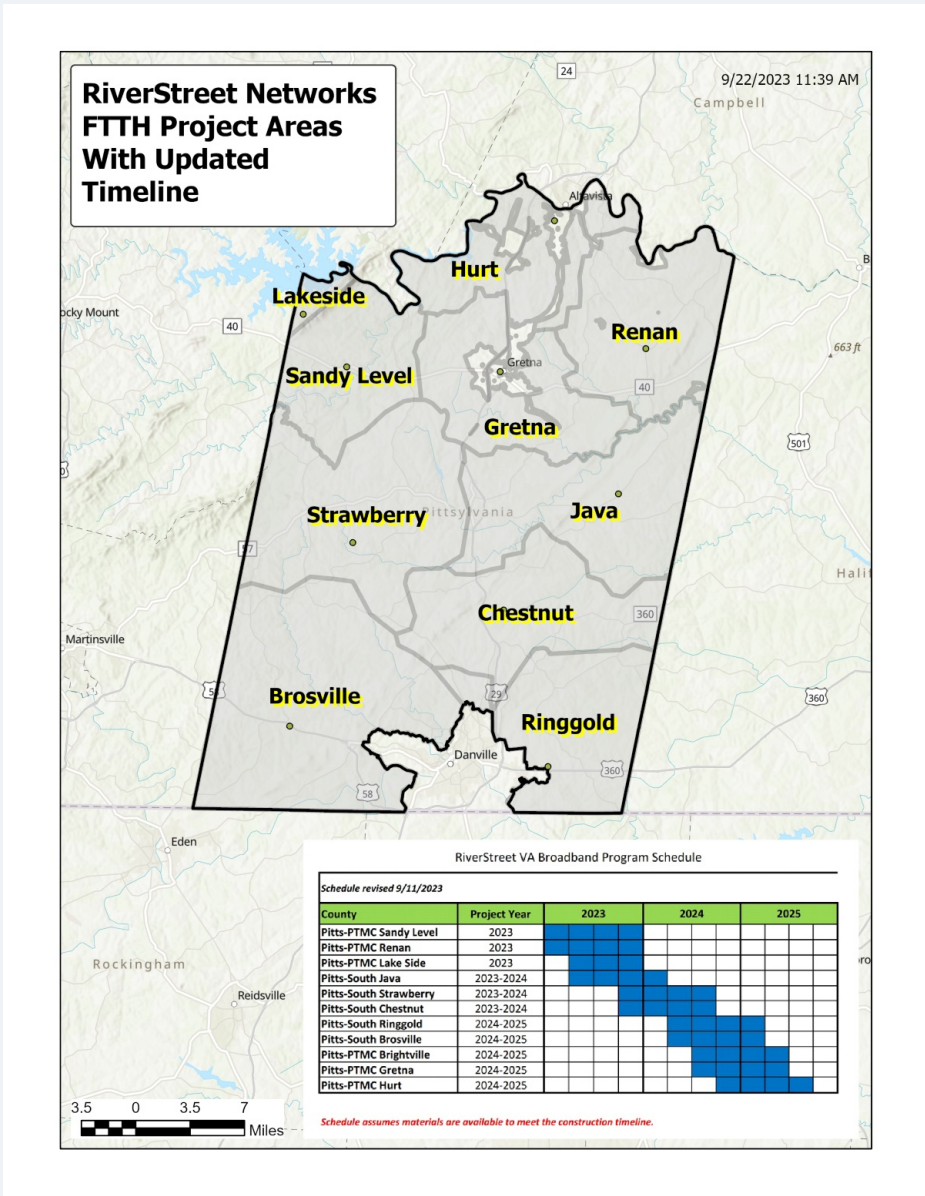 RiverStreet Networks
FTTH Project Areas
With Updated
Timeline
9/22/2023 11:39 AM
24
Campbell
Altavista
Hurt
Lakeside
ocky Mount
40
Renan
663 ft
Gretna
Sandy Level
40
Gretna
501
Java
Strawberry
Pittsylvania
57
Halif
Chestnut
360
Martinsville
Brosville
29
360
Ringgold
Danville
360
58
Eden
Rockingham
Reidsville
RiverStreet VA Broadband Program Schedule
Schedule revised 9/11/2023
County Project Year 2023 2024 2025
Pitts-PTMC Sandy Level 2023
Pitts-PTMC Renan 2023
Pitts-PTMC Lake Side 2023
Pitts-South Java 2023-2024
Pitts-South Strawberry 2023-2024
Pitts-South Chestnut 2023-2024
Pitts-South Ringgold 2024-2025
Pitts-South Brosville 2024-2025
Pitts-PTMC Brightville 2024-2025
Pitts-PTMC Gretna 2024-2025
Pitts-PTMC Hurt 2024-2025
Schedule assumes materials are available to meet the construction timeline.
3.5 0 3.5 7
Miles